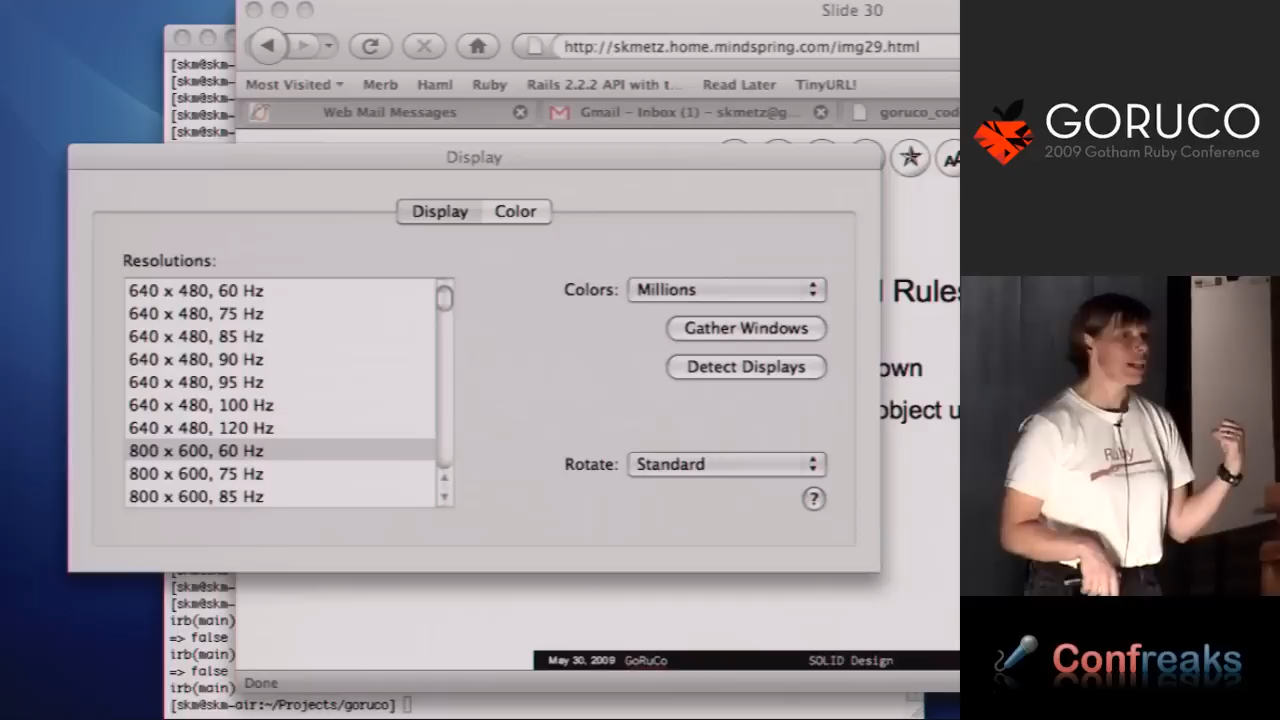 Slide 30
[skm@skm-
http://skmetz.home.mindspring.com/img29.html
[skm@skm-
Most Visited Merb Haml Ruby Rails 2.2.2 API with t... Read Later TinyURL!
[skm@skm-
[skm@skm-
Web Mail Messages Gmail – Inbox (1) – skmetz@g... goruco_cod
[skm@skm-
GORUCO
2009 Gotham Ruby Conference
Display
Display Color
Resolutions:
640 x 480, 60 Hz
640 x 480, 75 Hz
640 x 480, 85 Hz
640 x 480, 90 Hz
640 x 480, 95 Hz
640 x 480, 100 Hz
640 x 480, 120 Hz
800 x 600, 60 Hz
800 x 600, 75 Hz
800 x 600, 85 Hz
Colors: Millions
Gather Windows
Detect Displays
Rotate: Standard
?
Rules
own
object u
Ruby
[skm@skm-
[skm@skm-
irb(main)
=> false
irb(main)
=> false
irb(main)
May 30, 2009 GoRuCo SOLID Design
Done
[skm@skm-air:~/Projects/goruco]
Confreaks